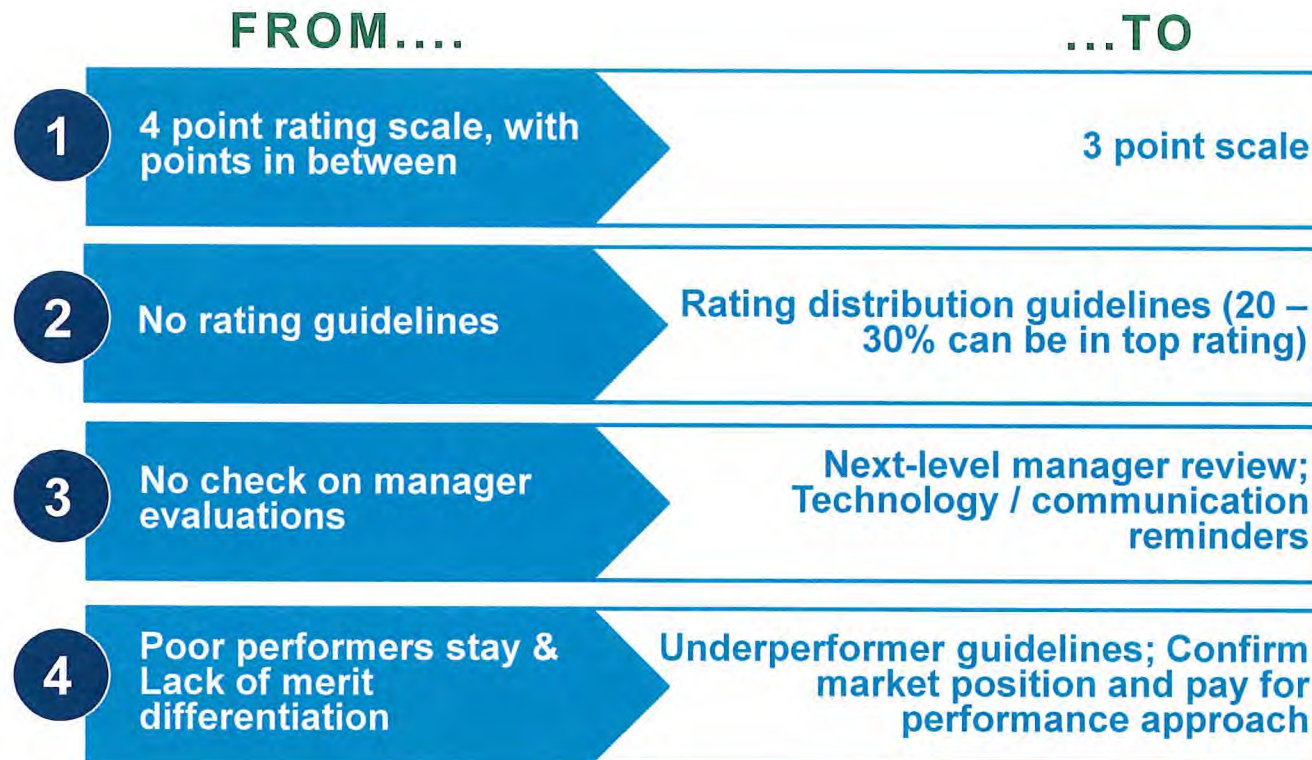 FROM....
...TO
1
4 point rating scale, with
points in between
3 point scale
2
No rating guidelines
Rating distribution guidelines (20 –
30% can be in top rating)
3
No check on manager
evaluations
Next-level manager review;
Technology / communication
reminders
4
Poor performers stay &
Lack of merit
differentiation
Underperformer guidelines; Confirm
market position and pay for
performance approach